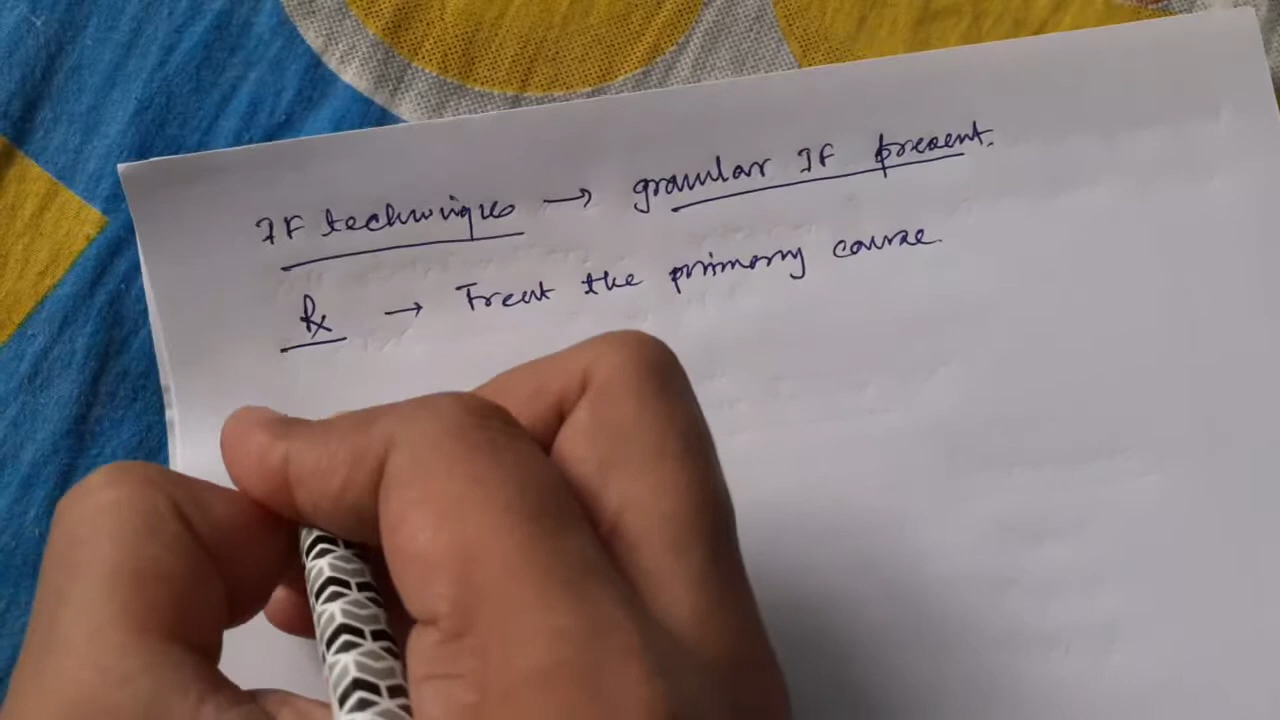 IF techniques → granular IF present.
Rx → Treat the primary cause.